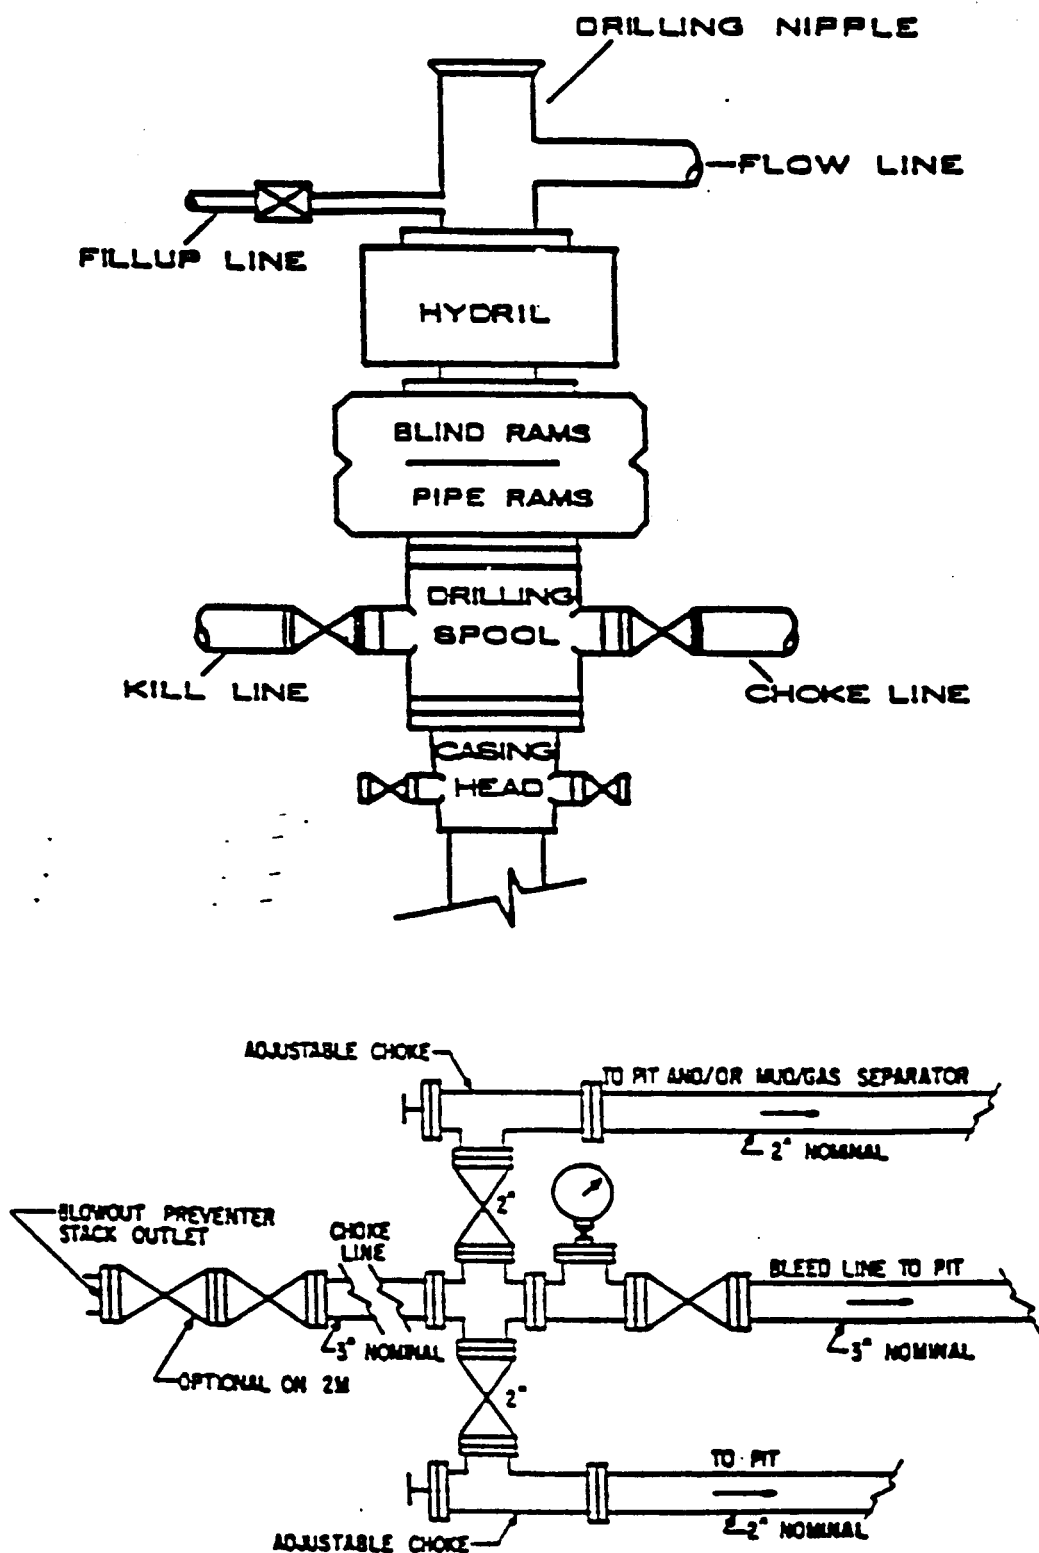 DRILLING NIPPLE
FLOW LINE
FILLUP LINE
HYDRIL
BLIND RAMS
PIPE RAMS
DRILLING
SPOOL
KILL LINE
CHOKE LINE
CASING
HEAD
ADJUSTABLE CHOKE
TO PIT AND/OR MUD/GAS SEPARATOR
2" NOMINAL
2"
BLOWOUT PREVENTER
STACK OUTLET
CHOKE
LINE
BLEED LINE TO PIT
3" NOMINAL
3" NOMINAL
OPTIONAL ON 2M
2"
TO PIT
2" NOMINAL
ADJUSTABLE CHOKE